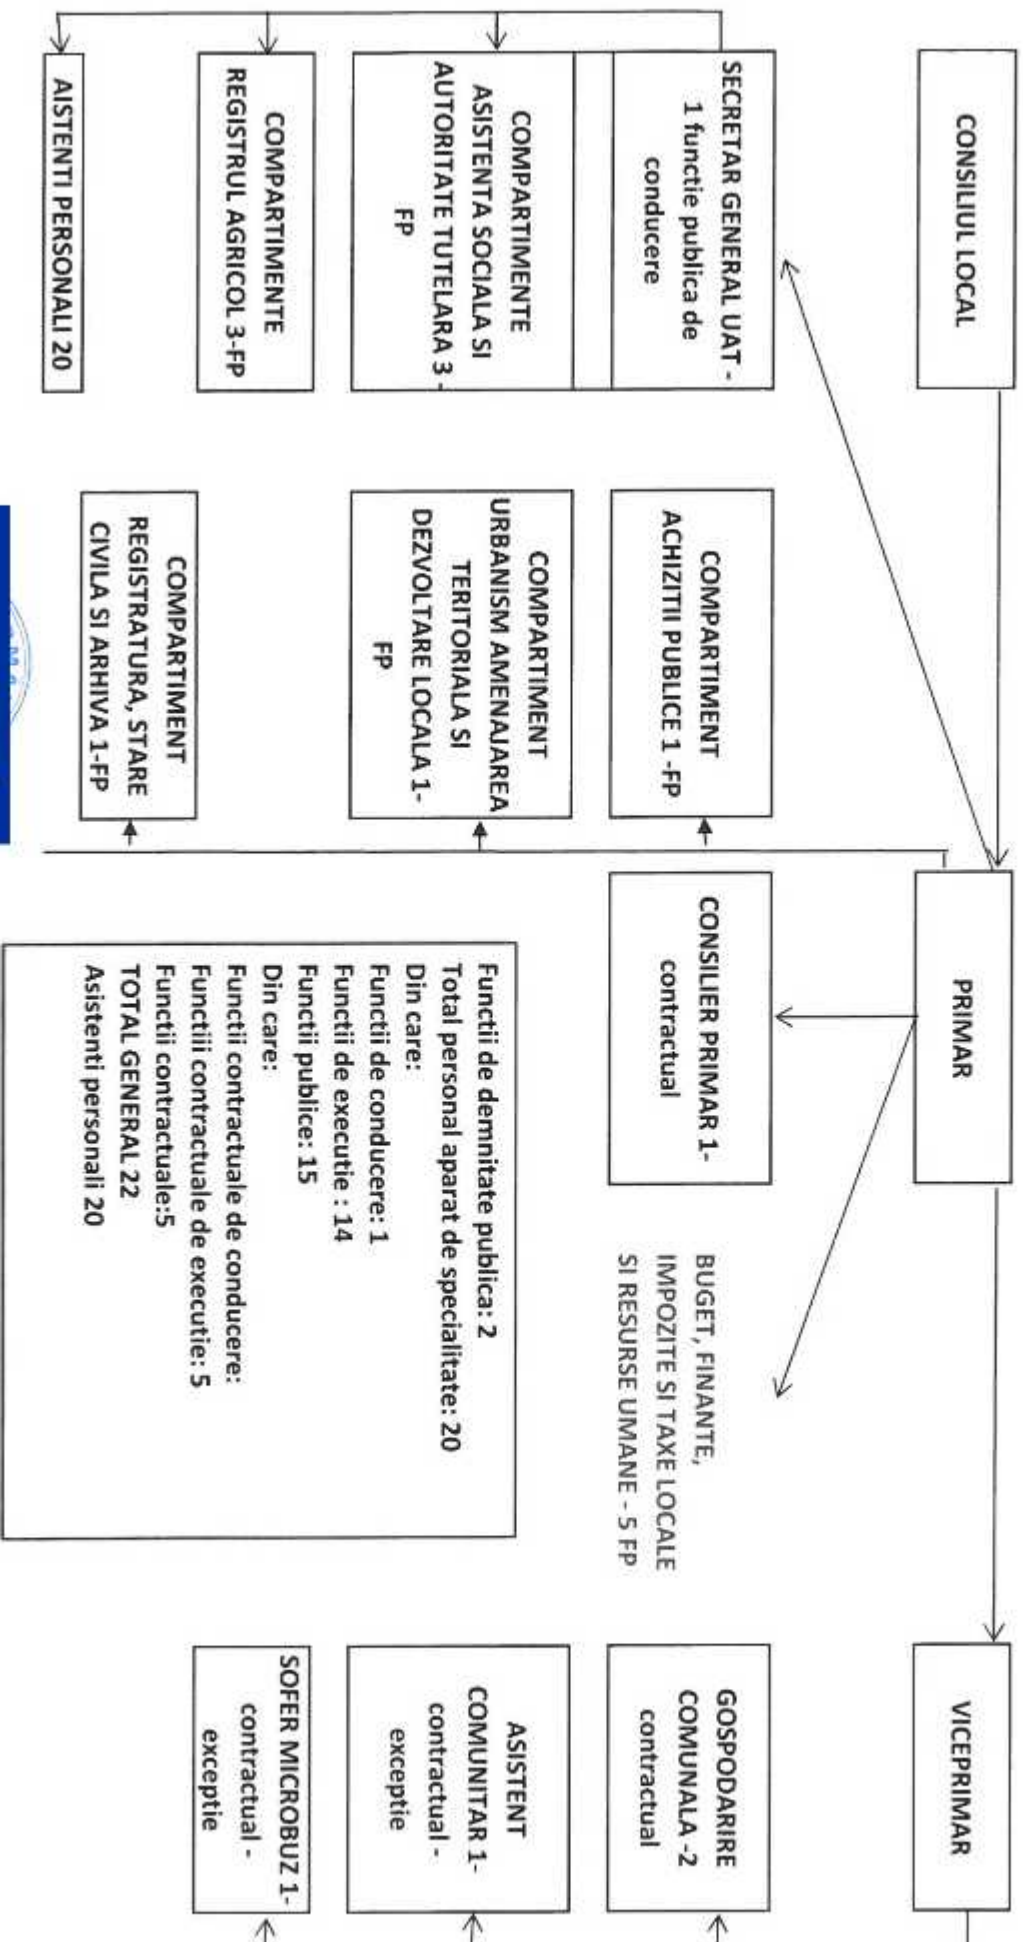 CONSILIUL LOCAL
PRIMAR
VICEPRIMAR
SECRETAR GENERAL UAT -
1 functie publica de
conducere
COMPARTIMENT
ACHIZITII PUBLICE 1 -FP
CONSILIER PRIMAR 1-
contractual
BUGET, FINANTE,
IMPOZITE SI TAXE LOCALE
SI RESURSE UMANE - 5 FP
GOSPODARIRE
COMUNALA -2
contractual
COMPARTIMENTE
ASISTENTA SOCIALA SI
AUTORITATE TUTELARA 3 -
FP
COMPARTIMENT
URBANISM AMENAJAREA
TERITORIALA SI
DEZVOLTARE LOCALA 1-
FP
ASISTENT
COMUNITAR 1-
contractual -
exceptie
COMPARTIMENTE
REGISTRUL AGRICOL 3-FP
COMPARTIMENT
REGISTRATURA, STARE
CIVILA SI ARHIVA 1-FP
SOFER MICROBUZ 1-
contractual -
exceptie
AISTENTI PERSONALI 20
Functii de demnitate publica: 2
Total personal aparat de specialitate: 20
Din care:
Functii de conducere: 1
Functii de executie : 14
Functii publice: 15
Din care:
Functii contractuale de conducere:
Functiii contractuale de executie: 5
Functii contractuale:5
TOTAL GENERAL 22
Asistenti personali 20